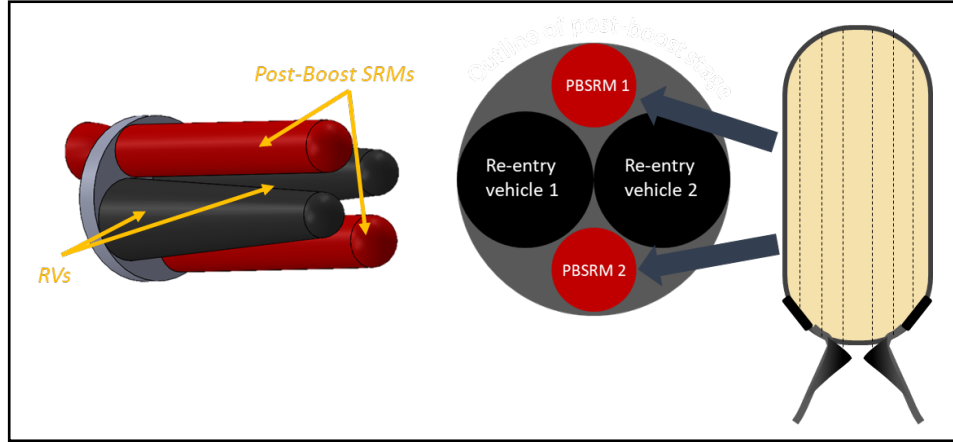 Post-Boost SRMs
RVs
Outline of post-boost stage
PBSRM 1
Re-entry
vehicle 1
Re-entry
vehicle 2
PBSRM 2